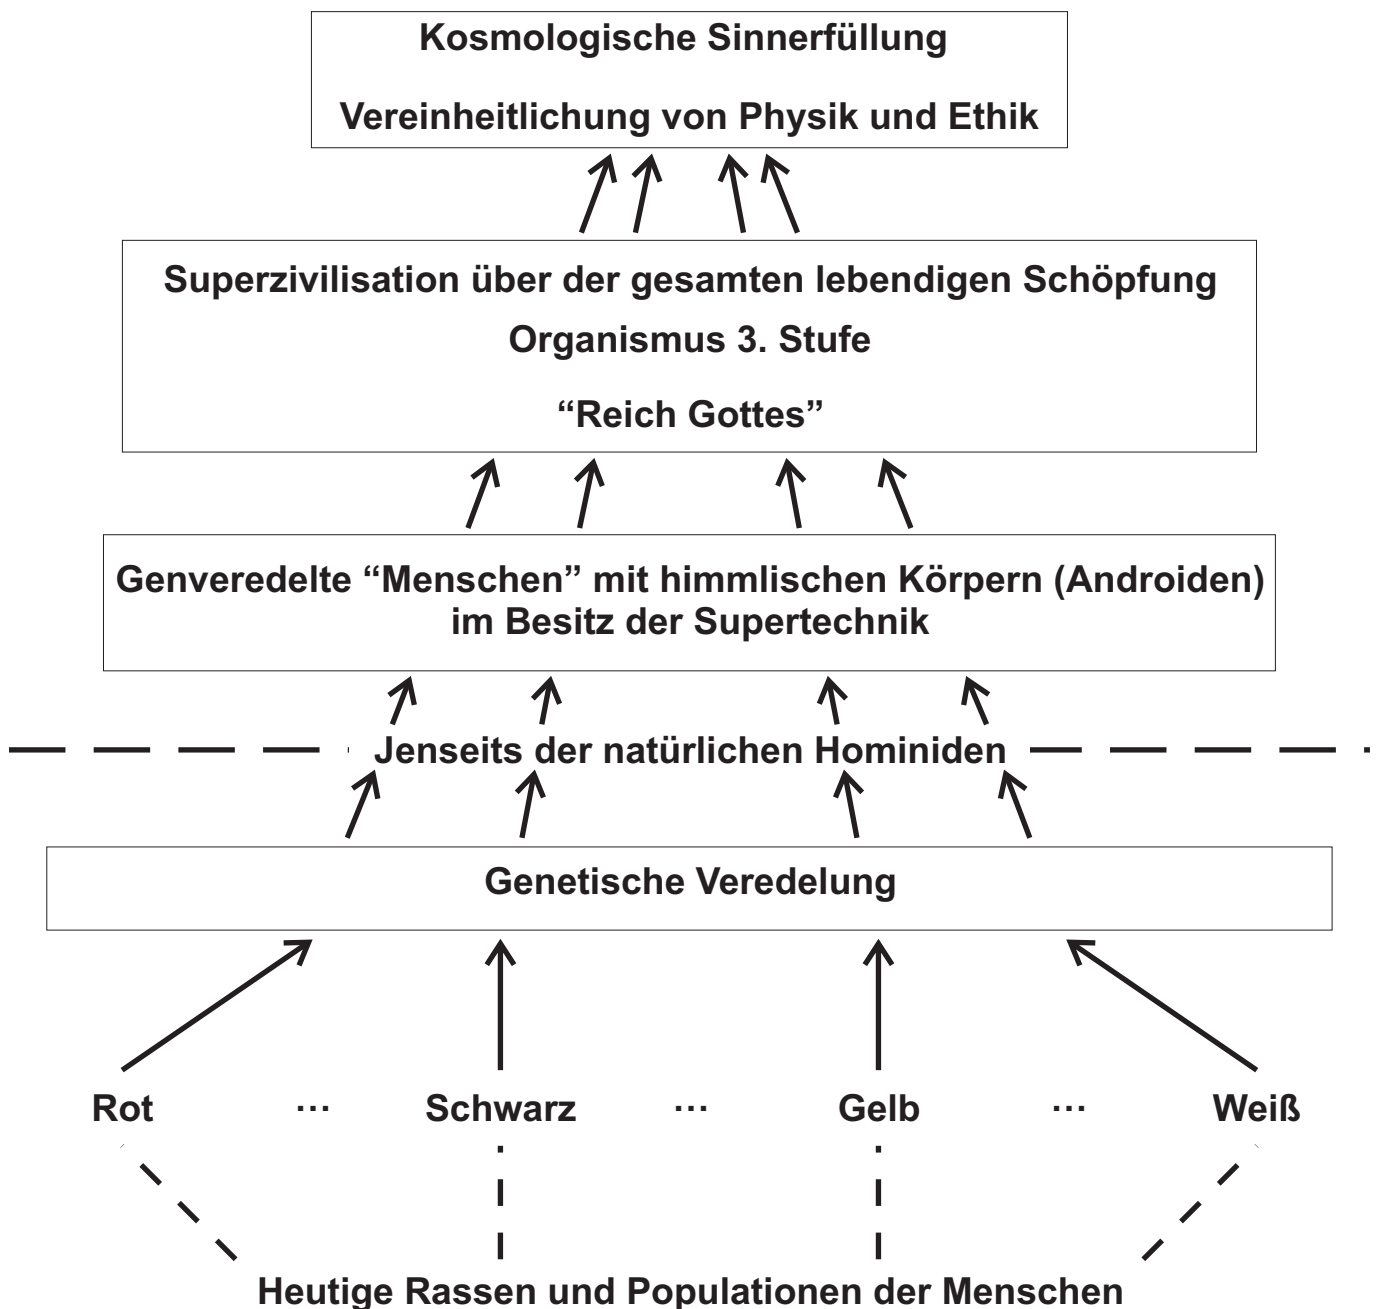 Kosmologische Sinnerfüllung
Vereinheitlichung von Physik und Ethik
Superzivilisation über der gesamten lebendigen Schöpfung
Organismus 3. Stufe
“Reich Gottes”
Genveredelte “Menschen” mit himmlischen Körpern (Androiden)
im Besitz der Supertechnik
Jenseits der natürlichen Hominiden
Genetische Veredelung
Rot ... Schwarz ... Gelb ... Weiß
Heutige Rassen und Populationen der Menschen